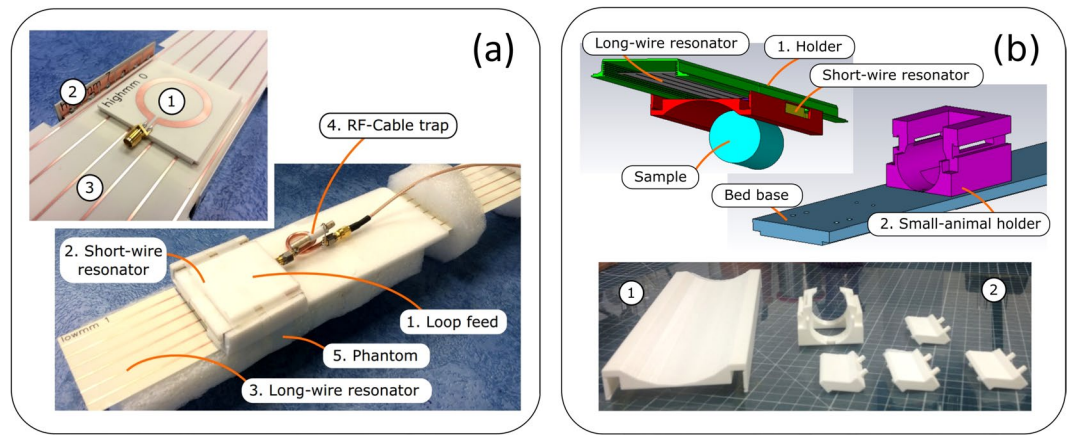 (a)
highmm 0
1
2
3
4. RF-Cable trap
2. Short-wire
resonator
1. Loop feed
5. Phantom
3. Long-wire resonator
lowmm 1
(b)
Long-wire resonator
1. Holder
Short-wire resonator
Sample
Bed base
2. Small-animal holder
1
2